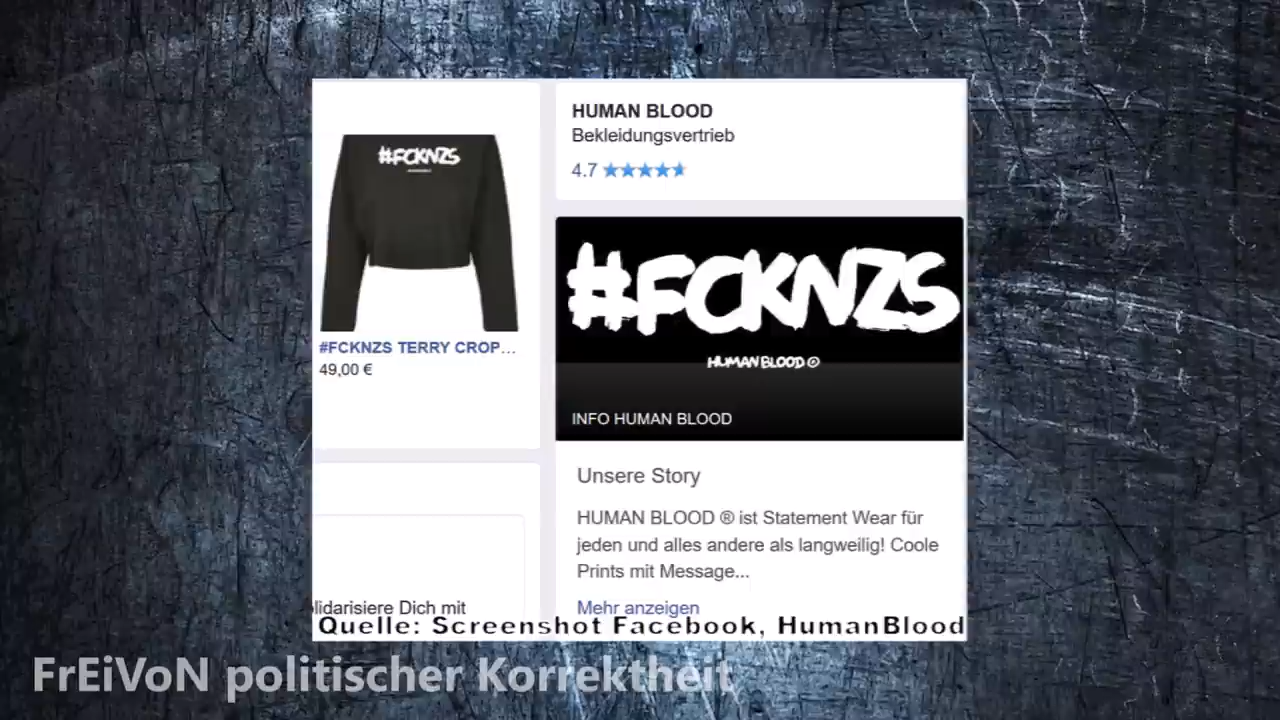 #FCKNZS
#FCKNZS TERRY CROP...
49,00 €
lidarisiere Dich mit
HUMAN BLOOD
Bekleidungsvertrieb
4.7
#FCKNZS
HUMAN BLOOD ®
INFO HUMAN BLOOD
Unsere Story
HUMAN BLOOD ® ist Statement Wear für
jeden und alles andere als langweilig! Coole
Prints mit Message...
Mehr anzeigen
Quelle: Screenshot Facebook, HumanBlood
FrEiVoN politischer Korrektheit